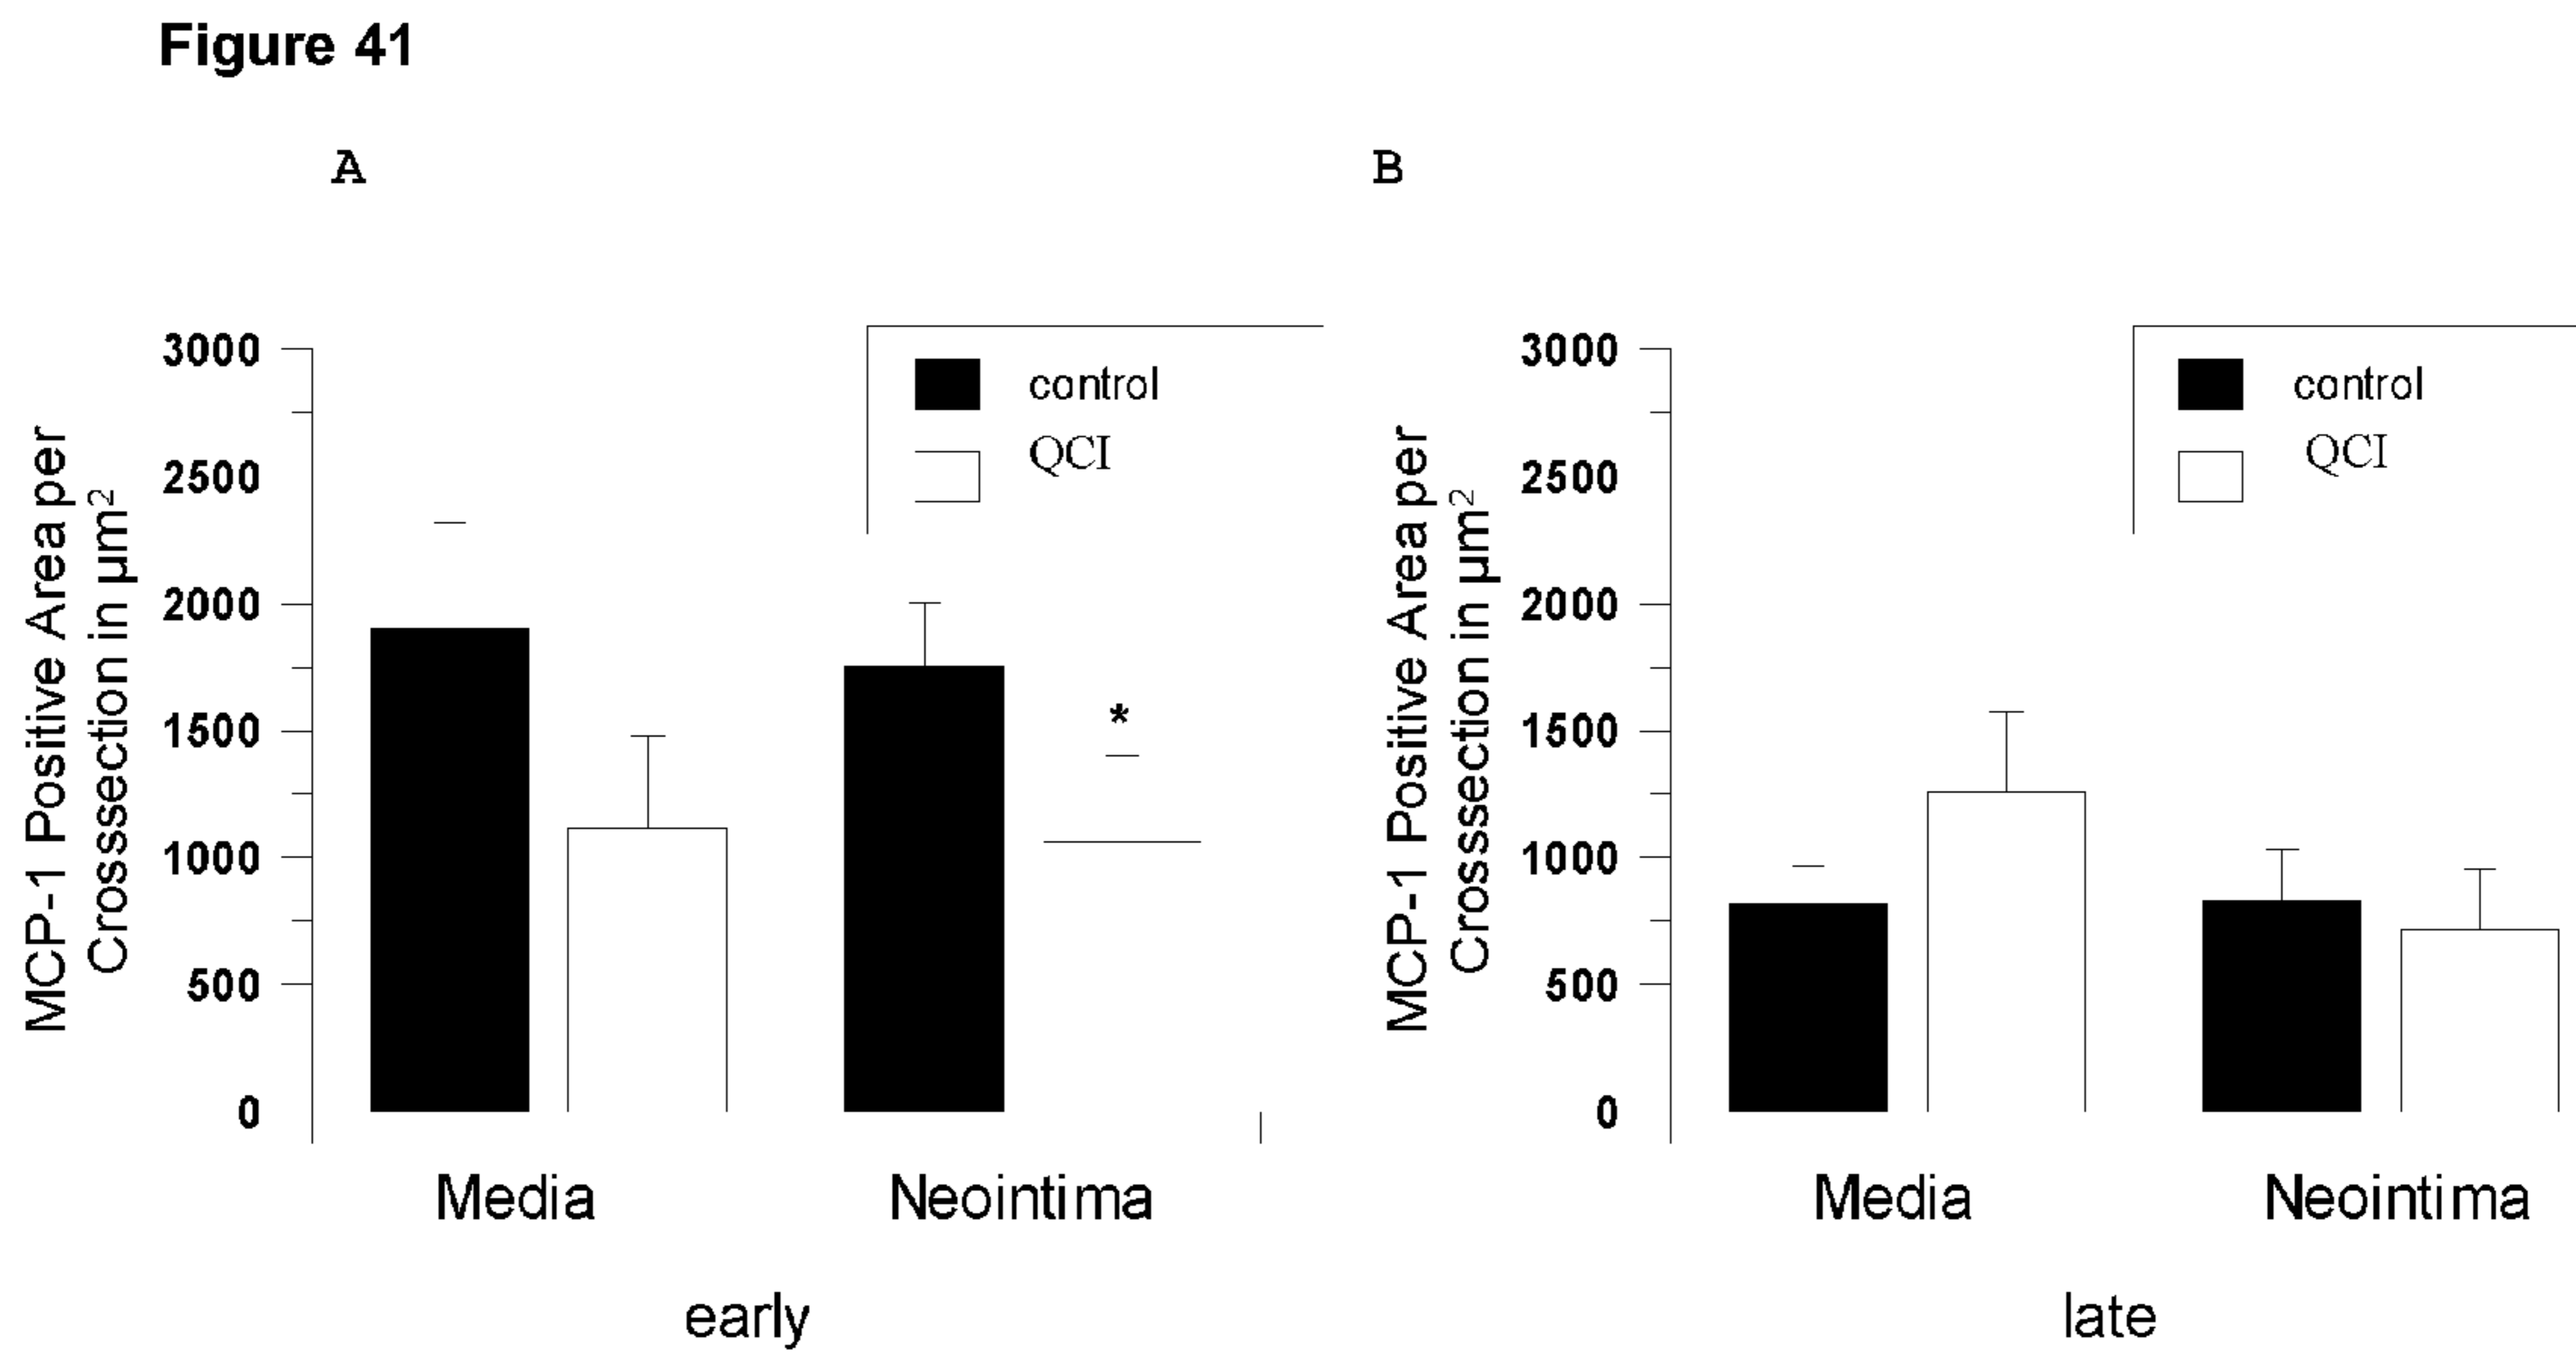 Figure 41
A
MCP-1 Positive Area per
Crosssection in µm²
3000
2500
2000
1500
1000
500
0
control
QCI
*
Media
Neointima
early
B
MCP-1 Positive Area per
Crosssection in µm²
3000
2500
2000
1500
1000
500
0
control
QCI
Media
Neointima
late